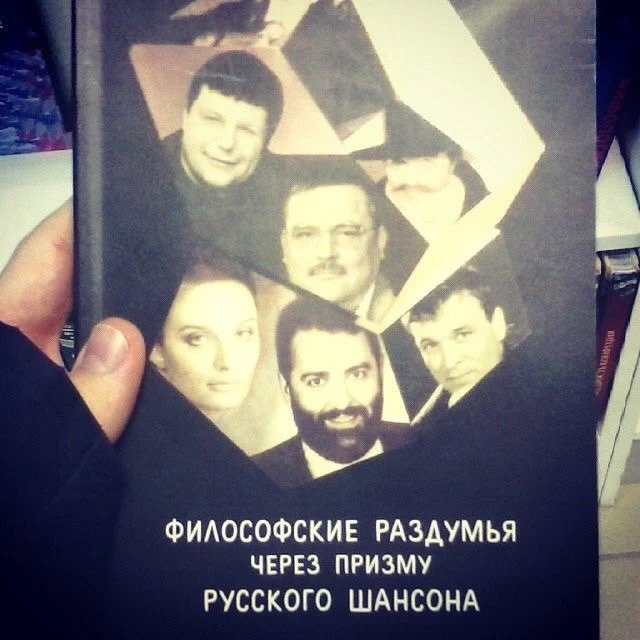 ФИЛОСОФСКИЕ РАЗДУМЬЯ
ЧЕРЕЗ ПРИЗМУ
РУССКОГО ШАНСОНА